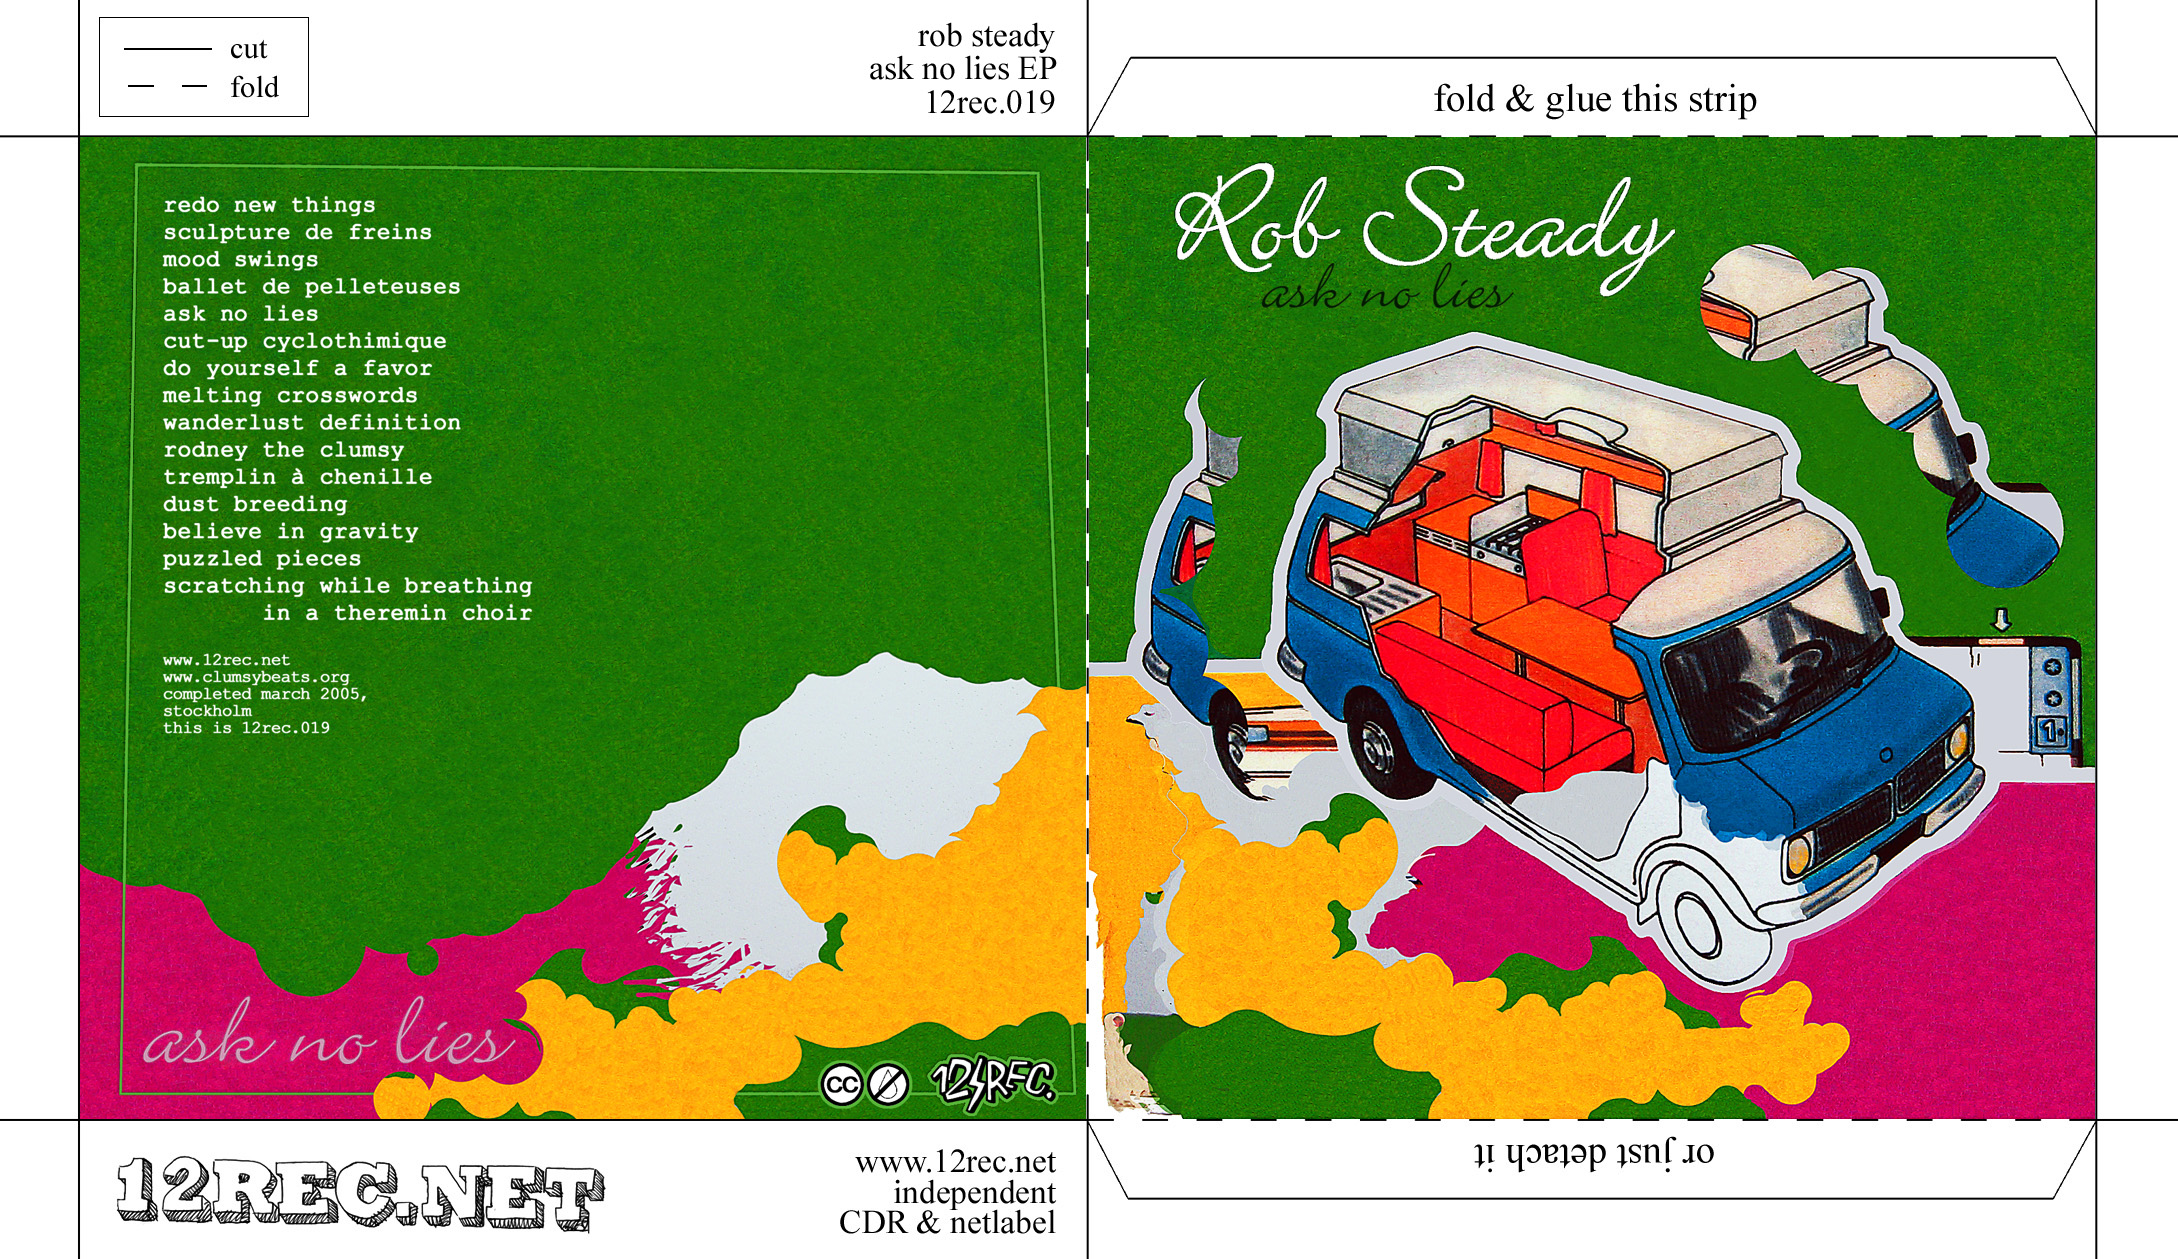 cut
fold
rob steady
ask no lies EP
12rec.019
fold & glue this strip
redo new things
sculpture de freins
mood swings
ballet de pelleteuses
ask no lies
cut-up cyclothimique
do yourself a favor
melting crosswords
wanderlust definition
rodney the clumsy
tremplin à chenille
dust breeding
believe in gravity
puzzled pieces
scratching while breathing
in a theremin choir
www.12rec.net
www.clumsybeats.org
completed march 2005,
stockholm
this is 12rec.019
ask no lies
cc
12REC.
Rob Steady
ask no lies
1
12REC.NET
www.12rec.net
independent
CDR & netlabel
or just detach it